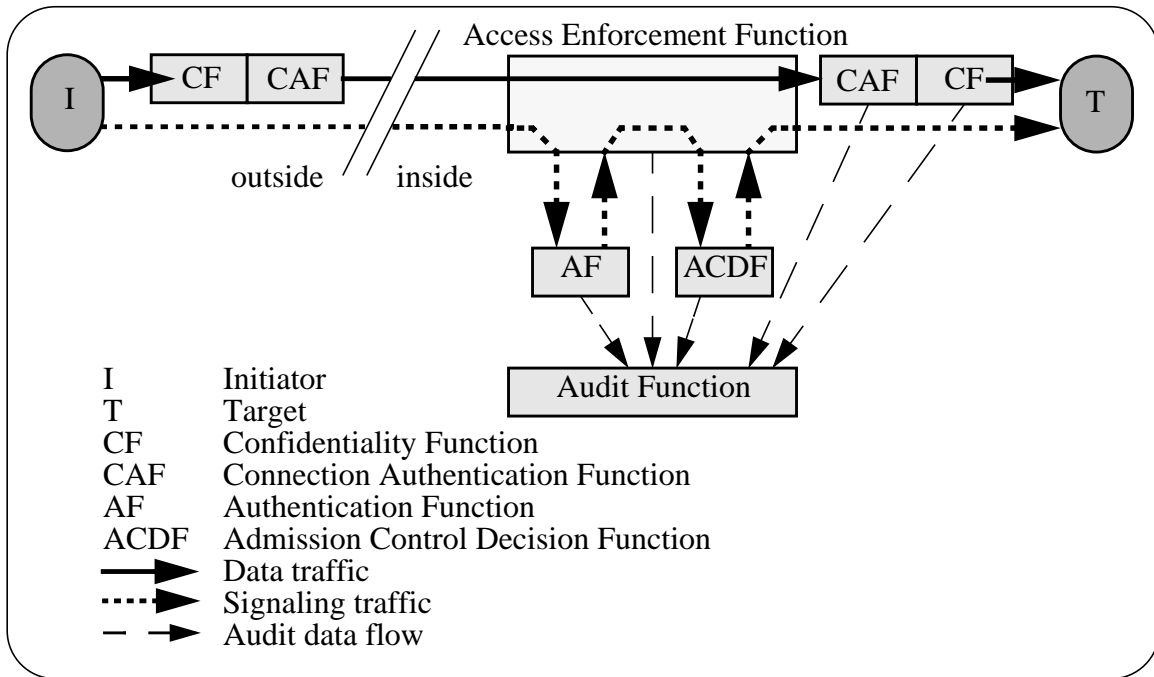 Access Enforcement Function
I
CF
CAF
CAF
CF
T
outside
inside
AF
ACDF
Audit Function
I Initiator
T Target
CF Confidentiality Function
CAF Connection Authentication Function
AF Authentication Function
ACDF Admission Control Decision Function
Data traffic
Signaling traffic
Audit data flow